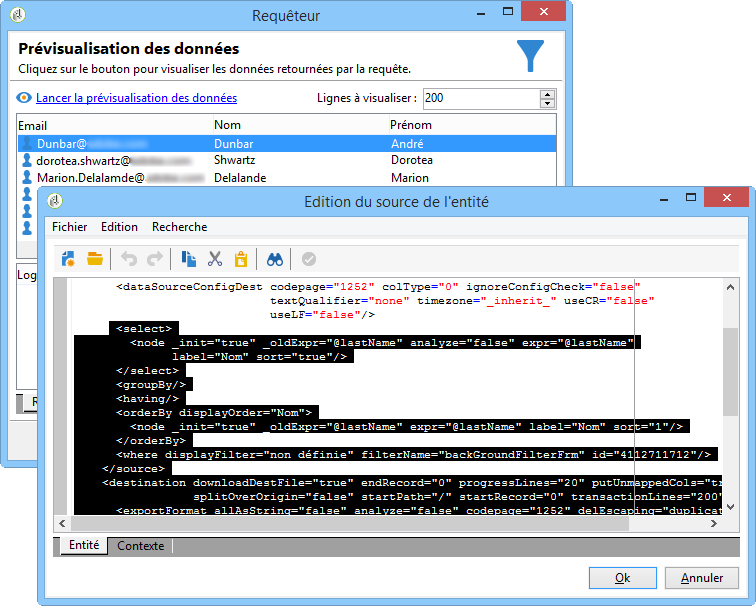 Requêteur
Prévisualisation des données
Cliquez sur le bouton pour visualiser les données retournées par la requête.
Lancer la prévisualisation des données
Lignes à visualiser : 200
Email Nom Prénom
Dunbar@ Dunbar André
dorotea.shwartz@ Shwartz Dorotea
Marion.Delalamde@ Delalande Marion
Log
R
Edition du source de l'entité
Fichier Edition Recherche
<dataSourceConfigDest codepage="1252" colType="0" ignoreConfigCheck="false"
textQualifier="none" timezone="_inherit_" useCR="false"
useLF="false"/>
<select>
<node _init="true" _oldExpr="@lastName" analyze="false" expr="@lastName"
label="Nom" sort="true"/>
</select>
<groupBy/>
<having/>
<orderBy displayOrder="Nom">
<node _init="true" _oldExpr="@lastName" expr="@lastName" label="Nom" sort="1"/>
</orderBy>
<where displayFilter="non définie" filterName="backGroundFilterFrm" id="4112711712"/>
</source>
<destination downloadDestFile="true" endRecord="0" progressLines="20" putUnmappedCols="tr
splitOverOrigin="false" startPath="/" startRecord="0" transactionLines="200"
<exportFormat allAsString="false" analyze="false" codepage="1252" delEscaping="duplicat
Entité Contexte
Ok Annuler